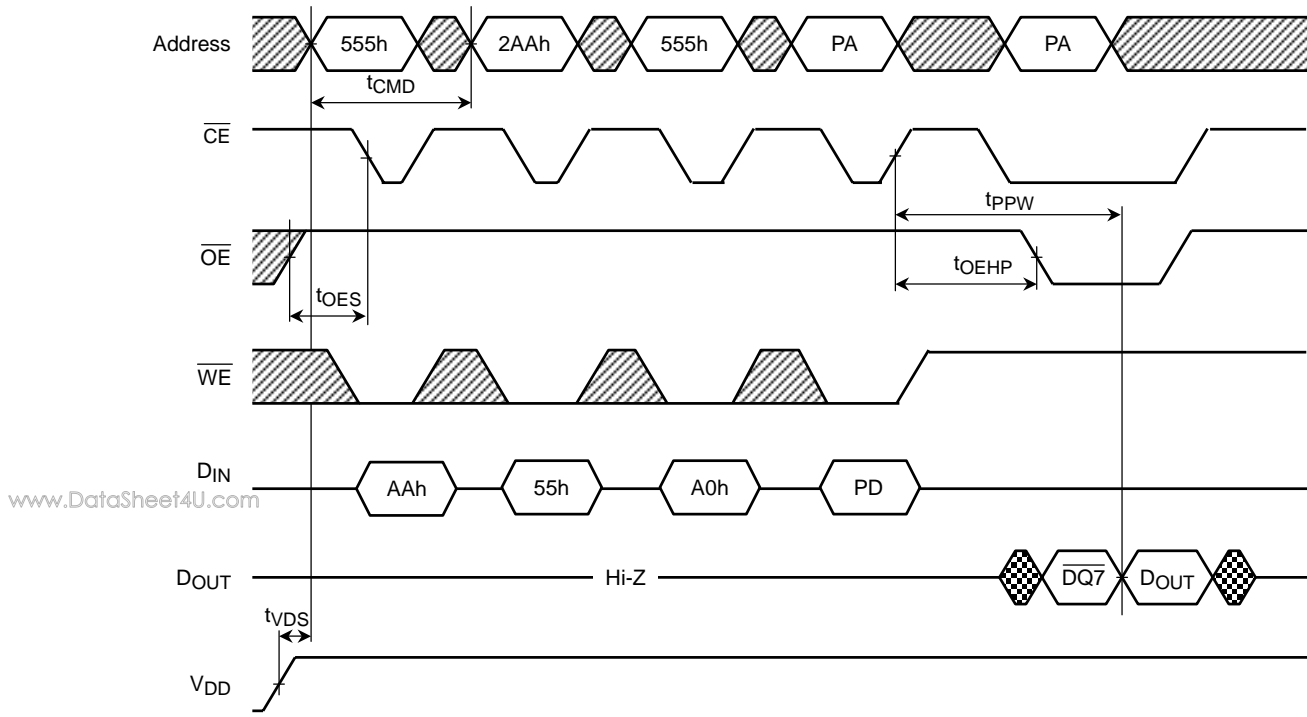 Address 555h 2AAh 555h PA PA
tCMD
CE
tPPW
OE
tOEHP
tOES
WE
DIN
AAh 55h A0h PD
www.DataSheet4U.com
DOUT Hi-Z DQ7 DOUT
tVDS
VDD